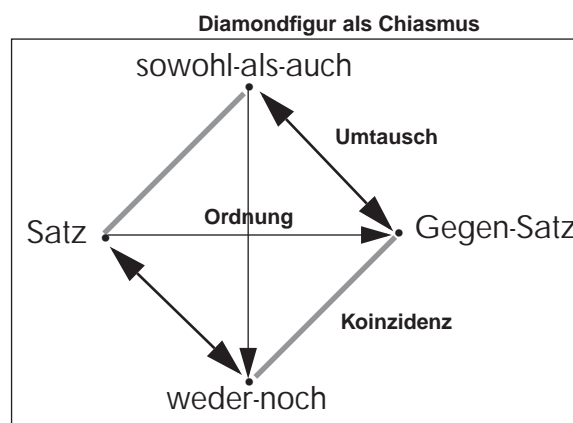 Diamondfigur als Chiasmus
sowohl-als-auch
Umtausch
Ordnung
Satz
Gegen-Satz
Koinzidenz
weder-noch